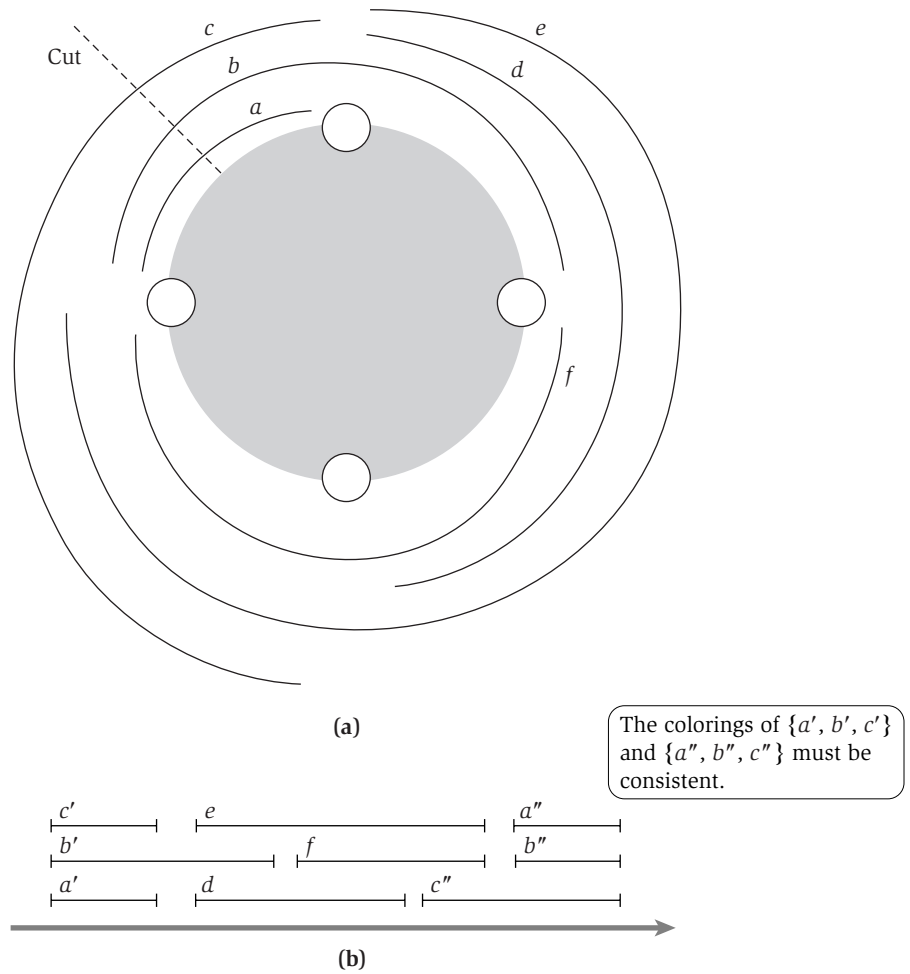 c
e
d
Cut
b
a
f
(a)
The colorings of {a′, b′, c′}
and {a″, b″, c″} must be
consistent.
c′ e a″
b′ f b″
a′ d c″
(b)